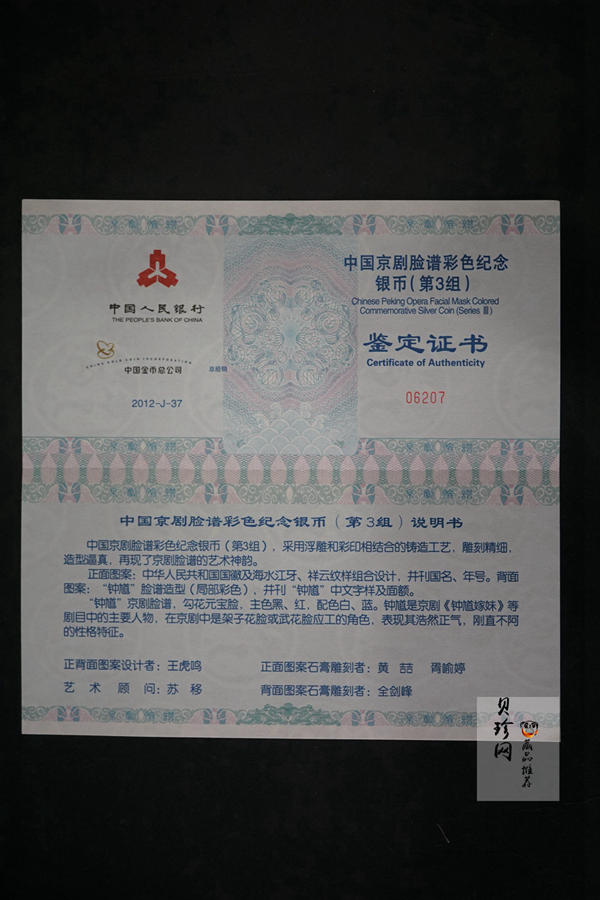 中国人民银行
THE PEOPLE'S BANK OF CHINA
CHINA GOLD COIN INCORPORATION
中国金币总公司 总经销
2012-J-37
中国京剧脸谱彩色纪念
银币(第3组)
Chinese Peking Opera Facial Mask Colored
Commemorative Silver Coin (Series Ⅲ)
鉴定证书
Certificate of Authenticity
06207
中国京剧脸谱彩色纪念银币(第3组)说明书
中国京剧脸谱彩色纪念银币(第3组),采用浮雕和彩印相结合的铸造工艺,雕刻精细,
造型逼真,再现了京剧脸谱的艺术神韵。
正面图案:中华人民共和国国徽及海水江牙、祥云纹样组合设计,并刊国名、年号。背面
图案:“钟馗”脸谱造型(局部彩色),并刊“钟馗”中文字样及面额。
“钟馗”京剧脸谱,勾花元宝脸,主色黑、红,配色白、蓝。钟馗是京剧《钟馗嫁妹》等
剧目中的主要人物,在京剧中是架子花脸或武花脸应工的角色,表现其浩然正气,刚直不阿
的性格特征。
正背面图案设计者:王虎鸣 正面图案石膏雕刻者:黄喆 胥喻婷
艺术顾问:苏移 背面图案石膏雕刻者:全剑峰
贝珍网
藏品推荐